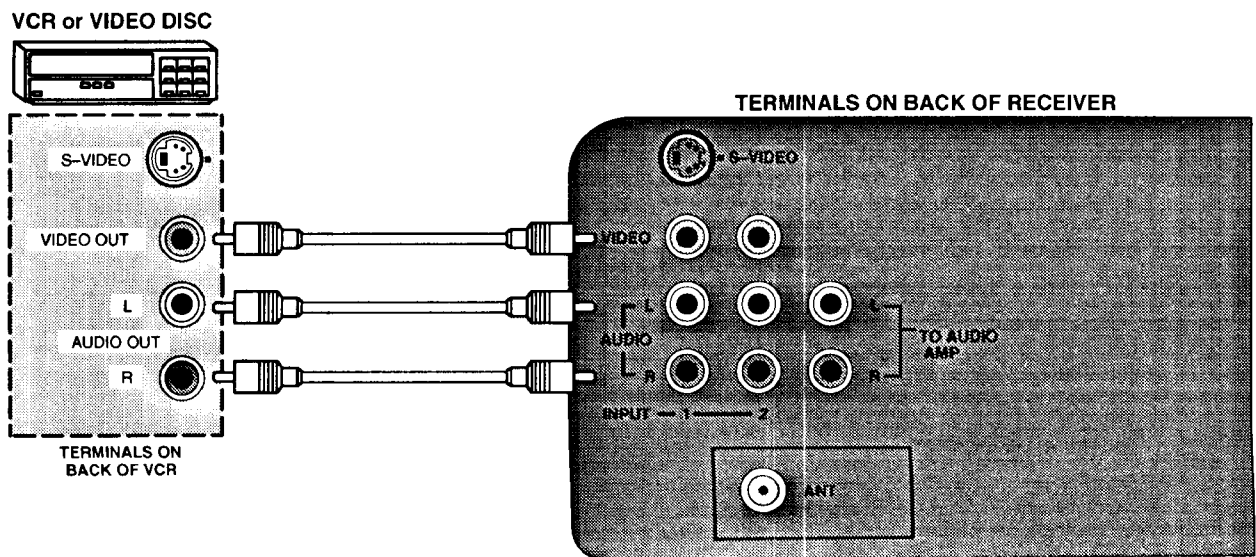 VCR or VIDEO DISC
TERMINALS ON BACK OF RECEIVER
S-VIDEO
S-VIDEO
VIDEO OUT
VIDEO
L
L
L
AUDIO OUT
AUDIO
TO AUDIO
AMP
R
R
R
INPUT 1 2
TERMINALS ON
BACK OF VCR
ANT